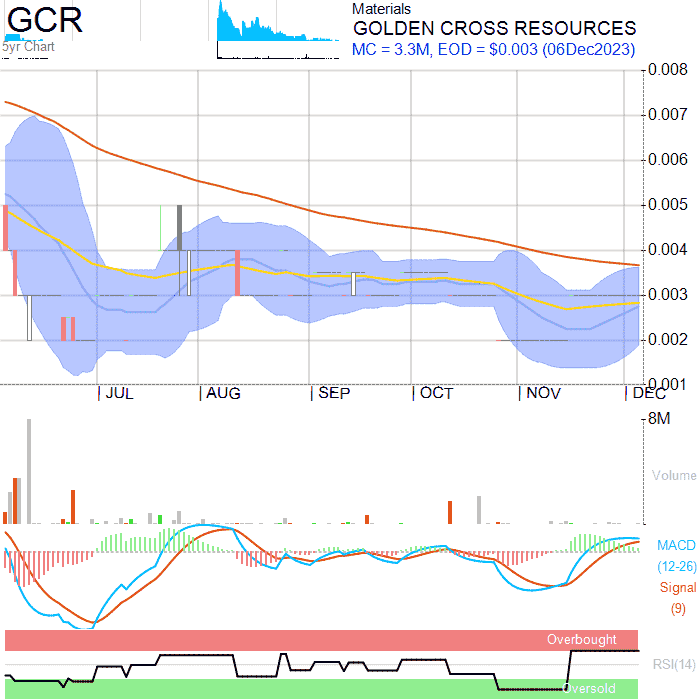 GCR
5yr Chart
Materials
GOLDEN CROSS RESOURCES
MC = 3.3M, EOD = $0.003 (06Dec2023)
0.008
0.007
0.006
0.005
0.004
0.003
0.002
0.001
JUL AUG SEP OCT NOV DEC
8M
Volume
MACD
(12-26)
Signal
(9)
Overbought
RSI(14)
Oversold